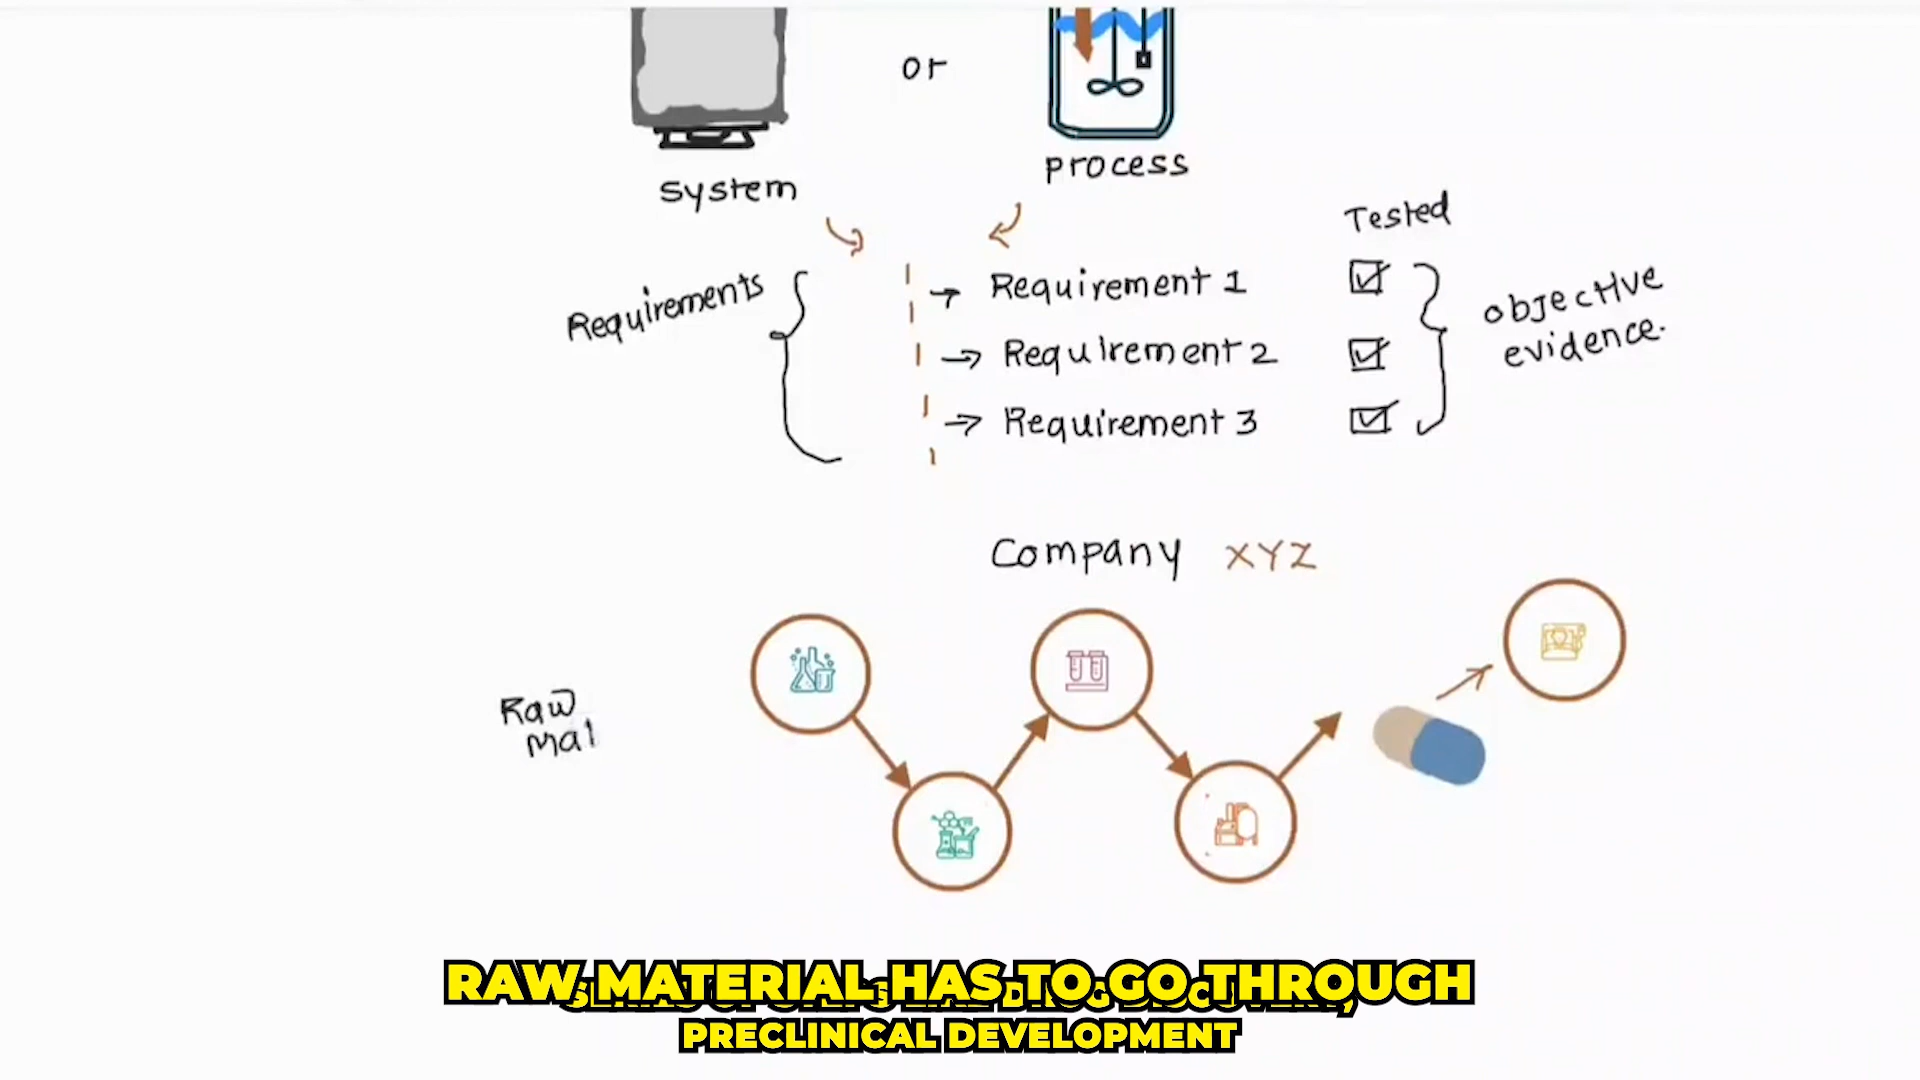 or
System
process
Tested
Requirements
Requirement 1
Requirement 2
Requirement 3
objective
evidence.
Company XYZ
Raw
Mat
RAW MATERIAL HAS TO GO THROUGH
PRECLINICAL DEVELOPMENT